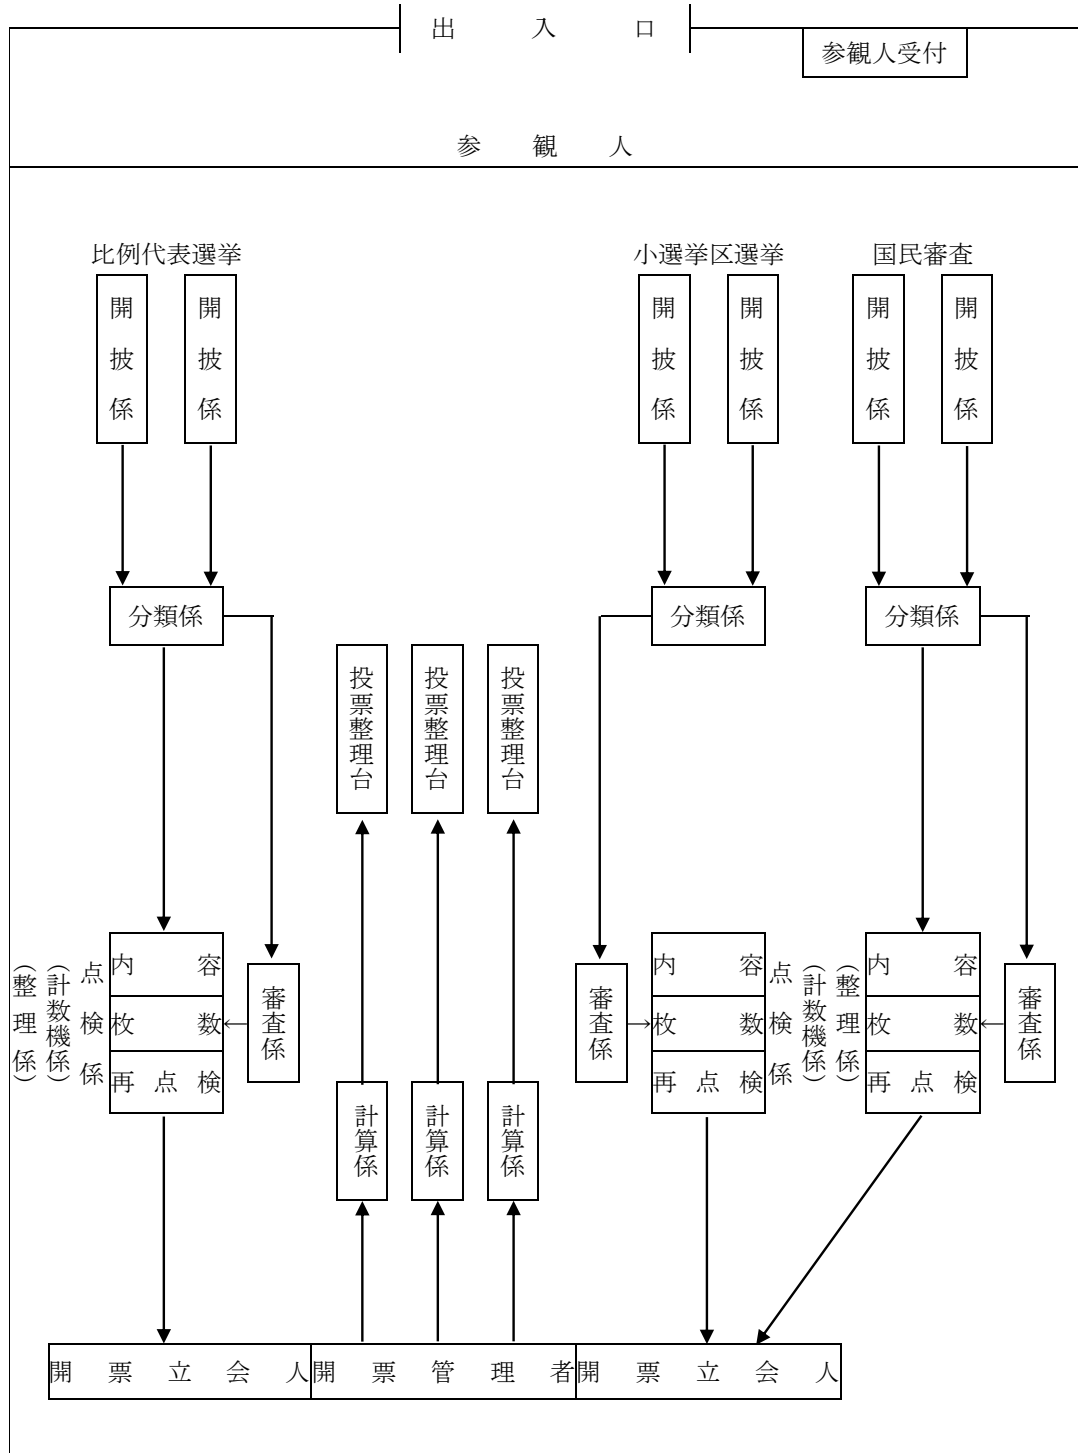 出入口
参観人受付
参観人
比例代表選挙
小選挙区選挙
国民審査
開披係
開披係
開披係
開披係
開披係
開披係
分類係
分類係
分類係
投票整理台
投票整理台
投票整理台
(整理係)
(計数機係)
点検係
内容
枚数
再点検
審査係
審査係
内容
枚数
再点検
点検係
(計数機係)
(整理係)
内容
枚数
再点検
審査係
計算係
計算係
計算係
開票立会人
開票管理者
開票立会人